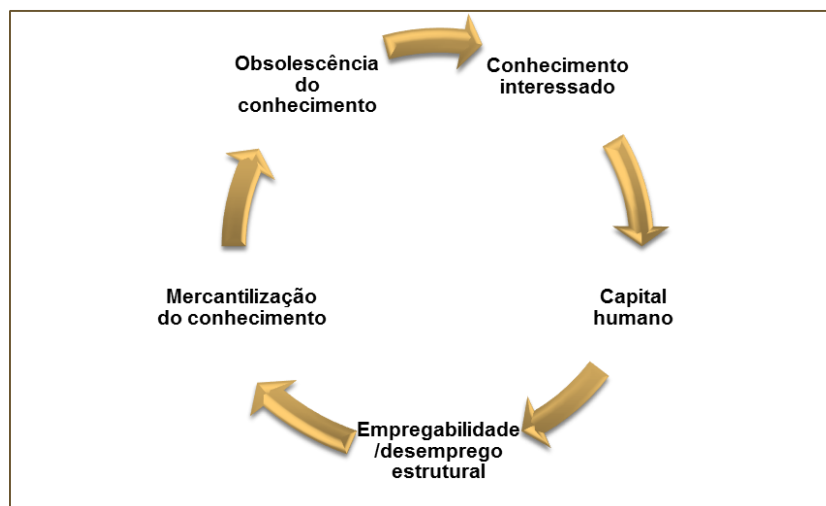 Obsolescência
do
conhecimento
Conhecimento
interessado
Capital
humano
Empregabilidade
/desemprego
estrutural
Mercantilização
do conhecimento